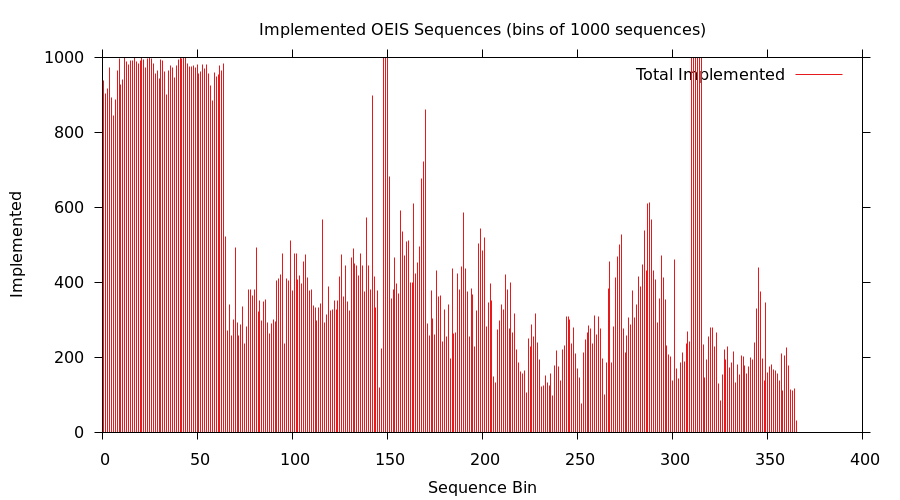 Implemented OEIS Sequences (bins of 1000 sequences)
Total Implemented
Implemented
1000
800
600
400
200
0
0 50 100 150 200 250 300 350 400
Sequence Bin